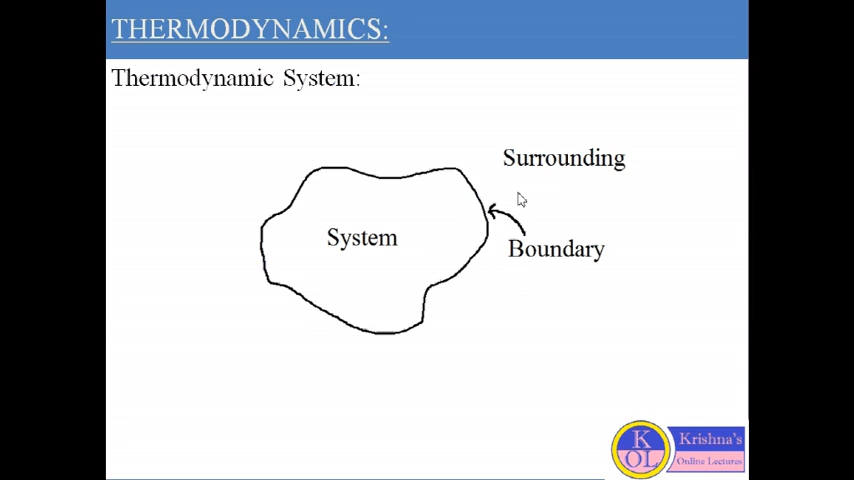 THERMODYNAMICS:
Thermodynamic System:
Surrounding
System
Boundary
K
OL
Krishna's
Online Lectures